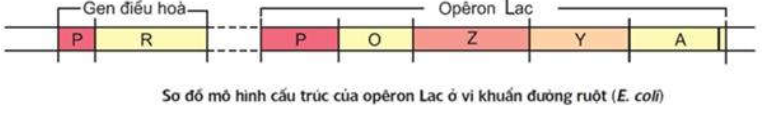 Gen điều hoà Opêron Lac
P R P O Z Y A
Sơ đồ mô hình cấu trúc của opêron Lac ở vi khuẩn đường ruột (E. coli)